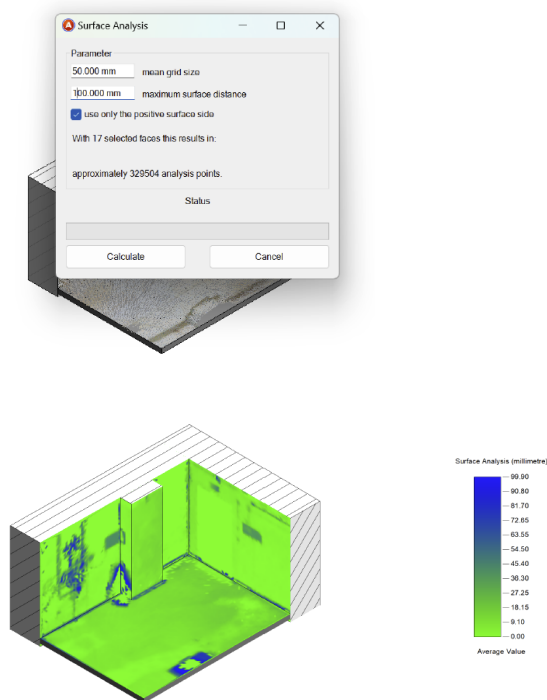 Surface Analysis
Parameter
50.000 mm mean grid size
100.000 mm maximum surface distance
use only the positive surface side
With 17 selected faces this results in:
approximately 329504 analysis points.
Status
Calculate Cancel
Surface Analysis (millimetre)
99.90
90.80
81.70
72.65
63.55
54.50
45.40
36.30
27.25
18.15
9.10
0.00
Average Value